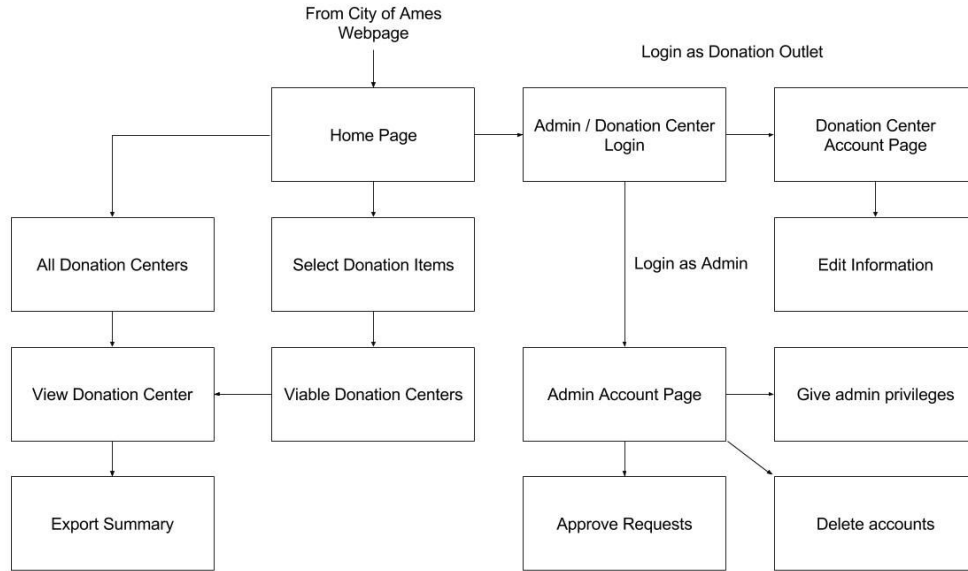 From City of Ames
Webpage
Login as Donation Outlet
Home Page
Admin / Donation Center
Login
Donation Center
Account Page
All Donation Centers
Select Donation Items
Login as Admin
Edit Information
View Donation Center
Viable Donation Centers
Admin Account Page
Give admin privileges
Export Summary
Approve Requests
Delete accounts